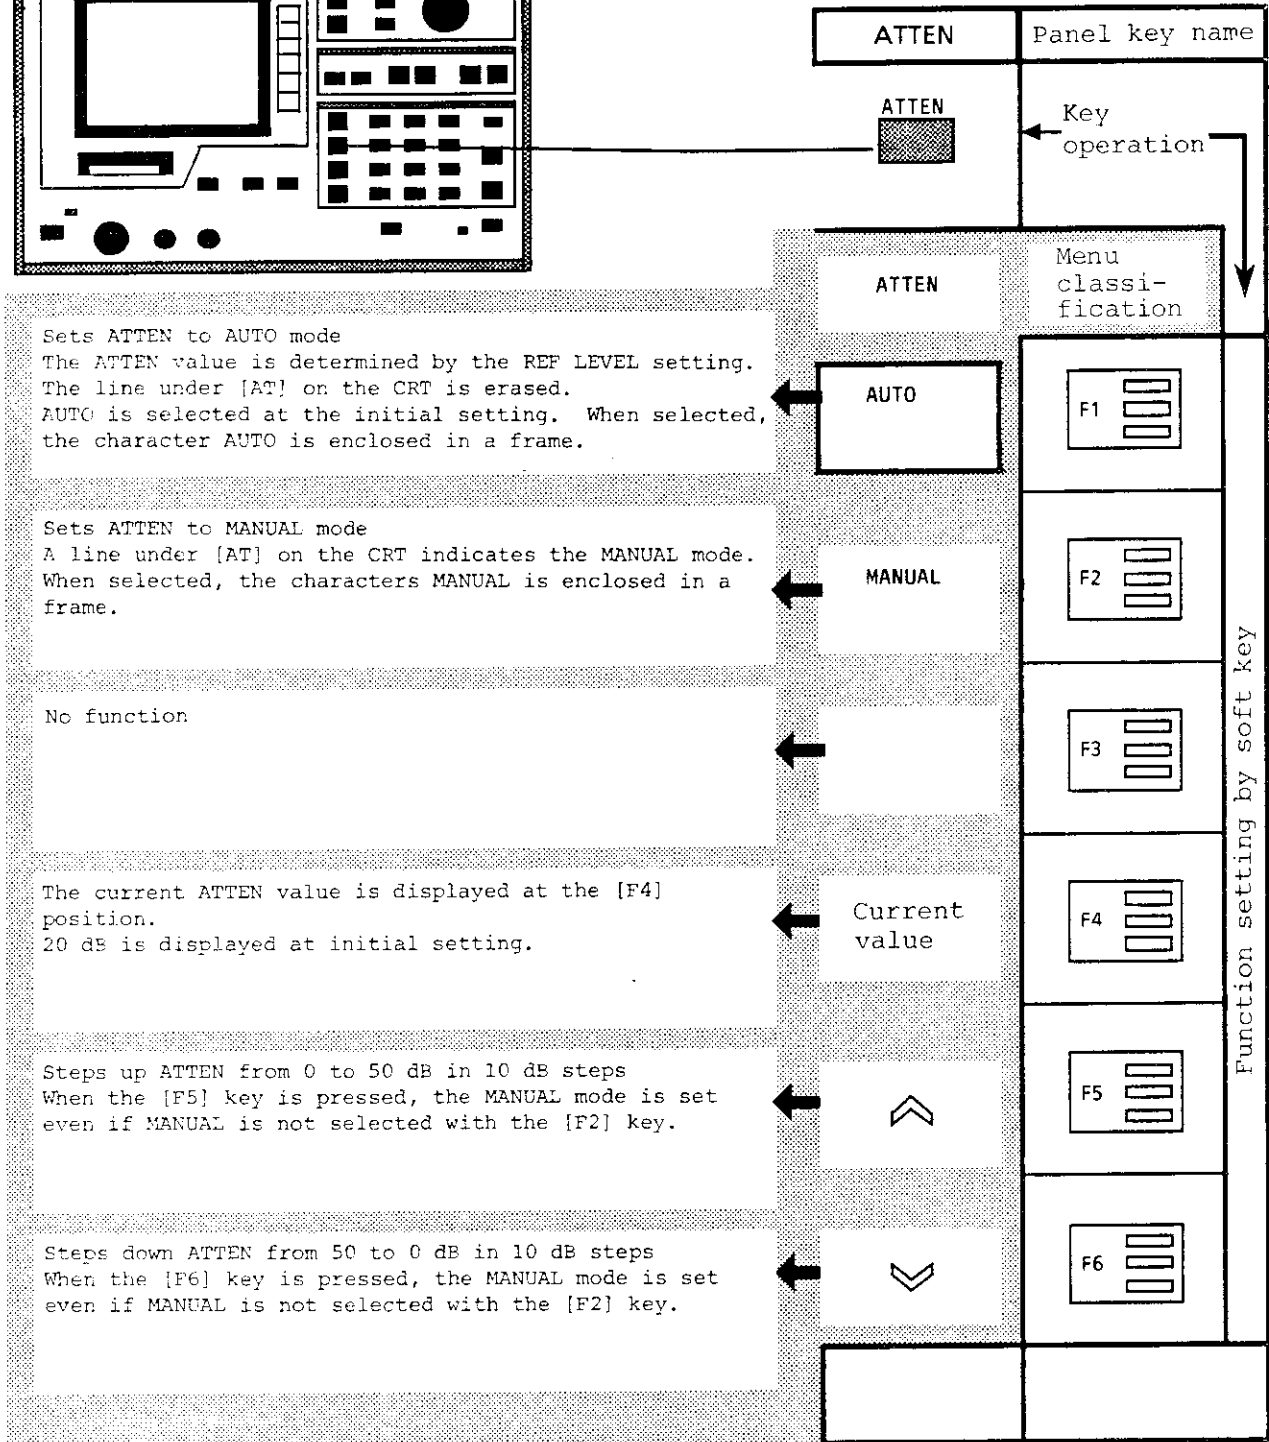 ATTEN
Panel key name
ATTEN
Key
operation
ATTEN
Menu
classi-
fication
Sets ATTEN to AUTO mode
The ATTEN value is determined by the REF LEVEL setting.
The line under [AT] on the CRT is erased.
AUTO is selected at the initial setting. When selected,
the character AUTO is enclosed in a frame.
AUTO
F1
Sets ATTEN to MANUAL mode
A line under [AT] on the CRT indicates the MANUAL mode.
When selected, the characters MANUAL is enclosed in a
frame.
MANUAL
F2
No function
F3
The current ATTEN value is displayed at the [F4]
position.
20 dB is displayed at initial setting.
Current
value
F4
Steps up ATTEN from 0 to 50 dB in 10 dB steps
When the [F5] key is pressed, the MANUAL mode is set
even if MANUAL is not selected with the [F2] key.
F5
Steps down ATTEN from 50 to 0 dB in 10 dB steps
When the [F6] key is pressed, the MANUAL mode is set
even if MANUAL is not selected with the [F2] key.
F6
Function setting by soft key